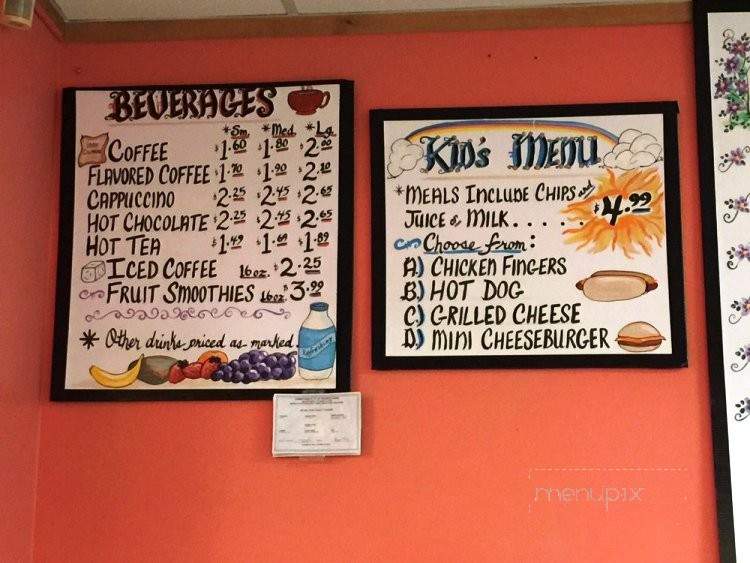 BEVERAGES
*Sm. *Med. *Lg.
COFFEE $1.60 $1.80 $2.00
FLAVORED COFFEE $1.70 $1.90 $2.10
CAPPUCCINO $2.25 $2.45 $2.65
HOT CHOCOLATE $2.25 $2.45 $2.65
HOT TEA $1.49 $1.69 $1.89
ICED COFFEE 16oz. $2.25
FRUIT SMOOTHIES 16oz. $3.99
* Other drinks priced as marked.
Refreshing
Kid's MENU
*MEALS INCLUDE CHIPS and
JUICE or MILK..... $4.99
Choose from:
A.) CHICKEN FINGERS
B.) HOT DOG
C.) GRILLED CHEESE
D.) MINI CHEESEBURGER
menupix